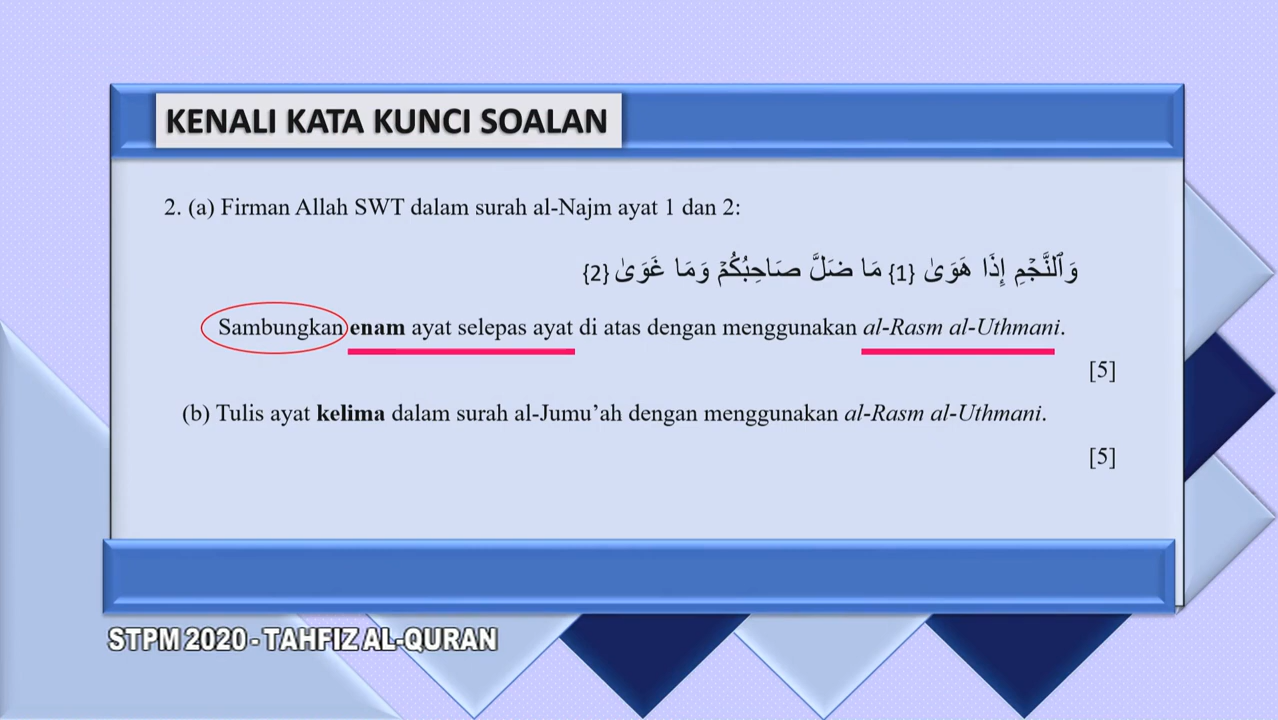 KENALI KATA KUNCI SOALAN
2. (a) Firman Allah SWT dalam surah al-Najm ayat 1 dan 2:
وَٱلنَّجۡمِ إِذَا هَوَىٰ {1} مَا ضَلَّ صَاحِبُكُمۡ وَمَا غَوَىٰ {2}
Sambungkan enam ayat selepas ayat di atas dengan menggunakan al-Rasm al-Uthmani.
[5]
(b) Tulis ayat kelima dalam surah al-Jumu’ah dengan menggunakan al-Rasm al-Uthmani.
[5]
STPM 2020 - TAHFIZ AL-QURAN